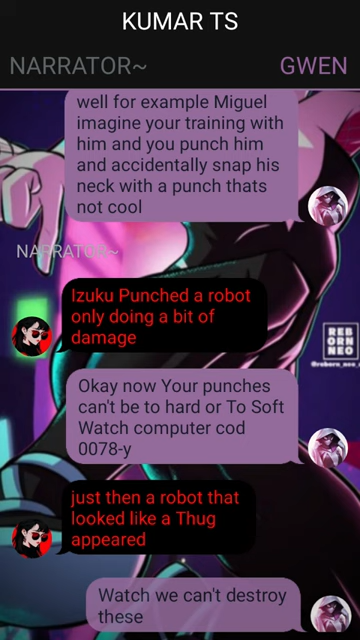 KUMAR TS
NARRATOR~ GWEN
well for example Miguel
imagine your training with
him and you punch him
and accidentally snap his
neck with a punch thats
not cool
NARRATOR~
Izuku Punched a robot
only doing a bit of
damage
REB
ORN
NEO
Okay now Your punches
can't be to hard or To Soft
Watch computer cod
0078-y
just then a robot that
looked like a Thug
appeared
Watch we can't destroy
these